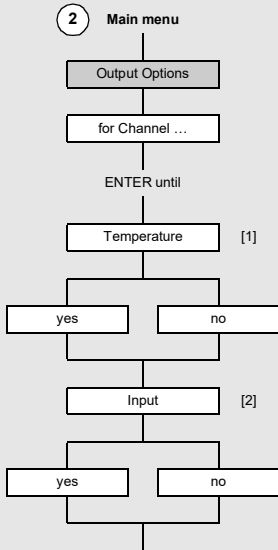 2 Main menu
Output Options
for Channel …
ENTER until
Temperature [1]
yes no
Input [2]
yes no